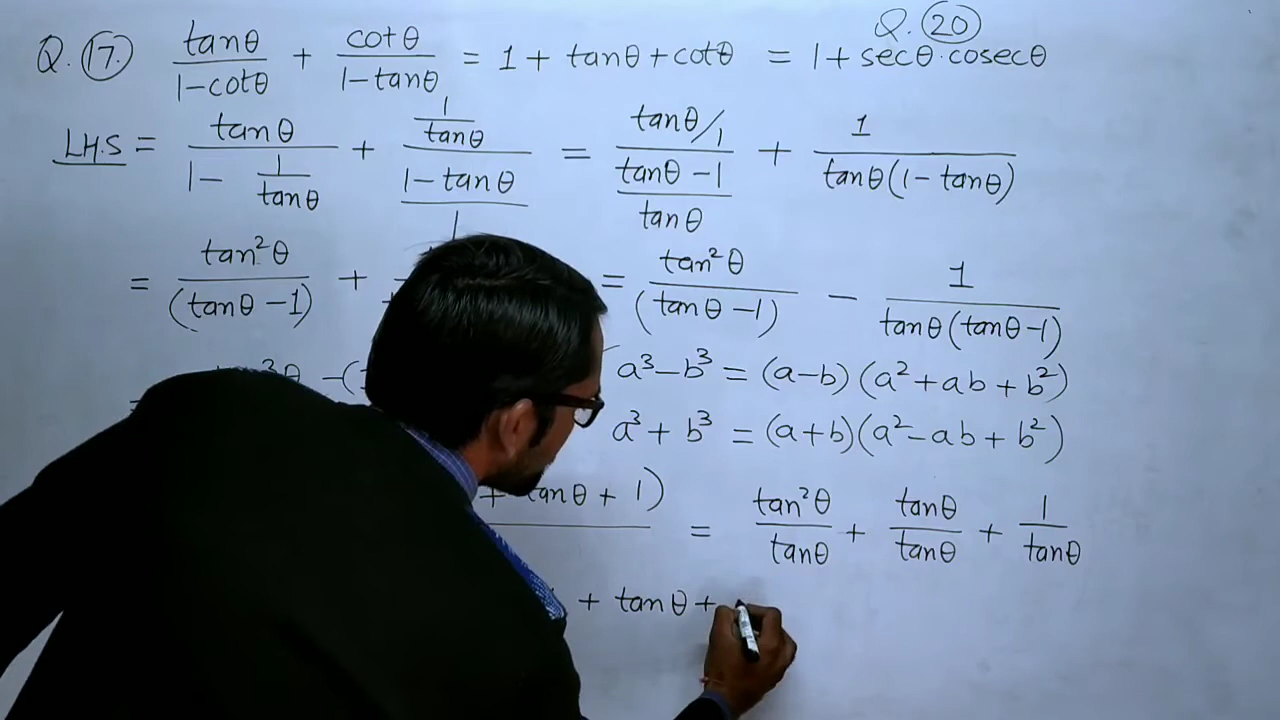 Q. 20
Q. 17. tanθ/(1-cotθ) + cotθ/(1-tanθ) = 1 + tanθ + cotθ = 1 + secθ·cosecθ
L.H.S = tanθ/(1 - 1/tanθ) + (1/tanθ)/((1-tanθ)/1) = (tanθ/1)/((tanθ-1)/tanθ) + 1/(tanθ(1-tanθ))
= tan²θ/(tanθ-1) + = tan²θ/(tanθ-1) - 1/(tanθ(tanθ-1))
= -( a³-b³ = (a-b)(a²+ab+b²)
a³+b³ = (a+b)(a²-ab+b²)
+ tanθ + 1) = tan²θ/tanθ + tanθ/tanθ + 1/tanθ
+ tanθ +